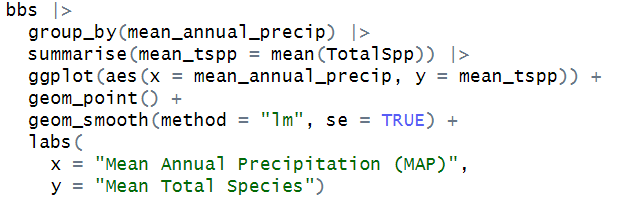 bbs |>
  group_by(mean_annual_precip) |>
  summarise(mean_tspp = mean(TotalSpp)) |>
  ggplot(aes(x = mean_annual_precip, y = mean_tspp)) +
  geom_point() +
  geom_smooth(method = "lm", se = TRUE) +
  labs(
    x = "Mean Annual Precipitation (MAP)",
    y = "Mean Total Species")